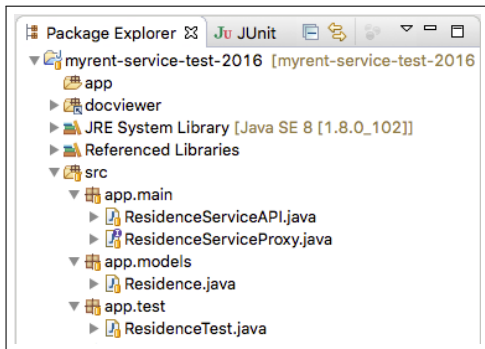 Package Explorer JU JUnit
myrent-service-test-2016 [myrent-service-test-2016
app
docviewer
JRE System Library [Java SE 8 [1.8.0_102]]
Referenced Libraries
src
app.main
ResidenceServiceAPI.java
ResidenceServiceProxy.java
app.models
Residence.java
app.test
ResidenceTest.java